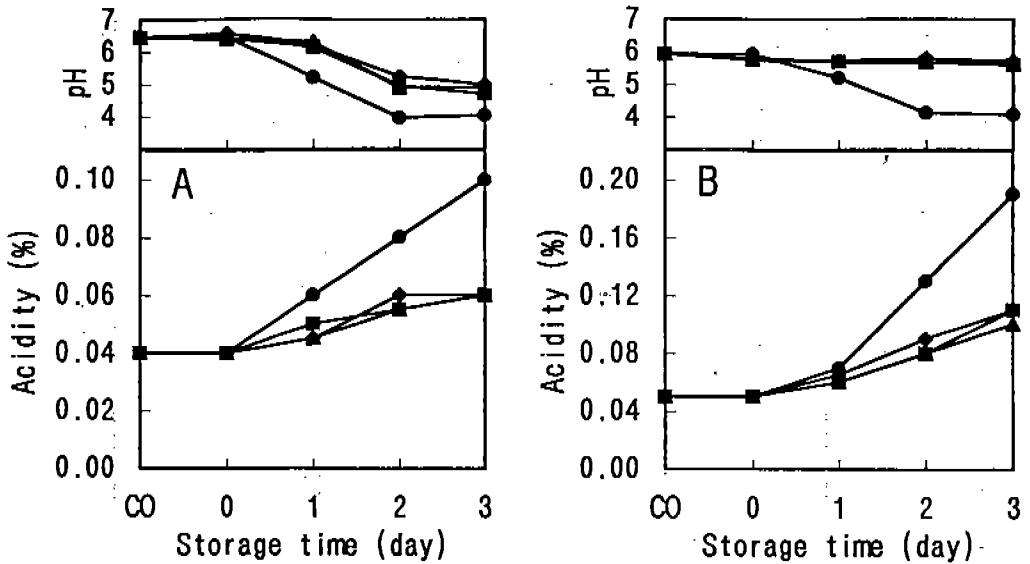 7
6
5
4
pH
0.10
0.08
0.06
0.04
0.02
0.00
Acidity (%)
A
CO 0 1 2 3
Storage time (day)
7
6
5
4
pH
0.20
0.16
0.12
0.08
0.04
0.00
Acidity (%)
B
CO 0 1 2 3
Storage time (day)